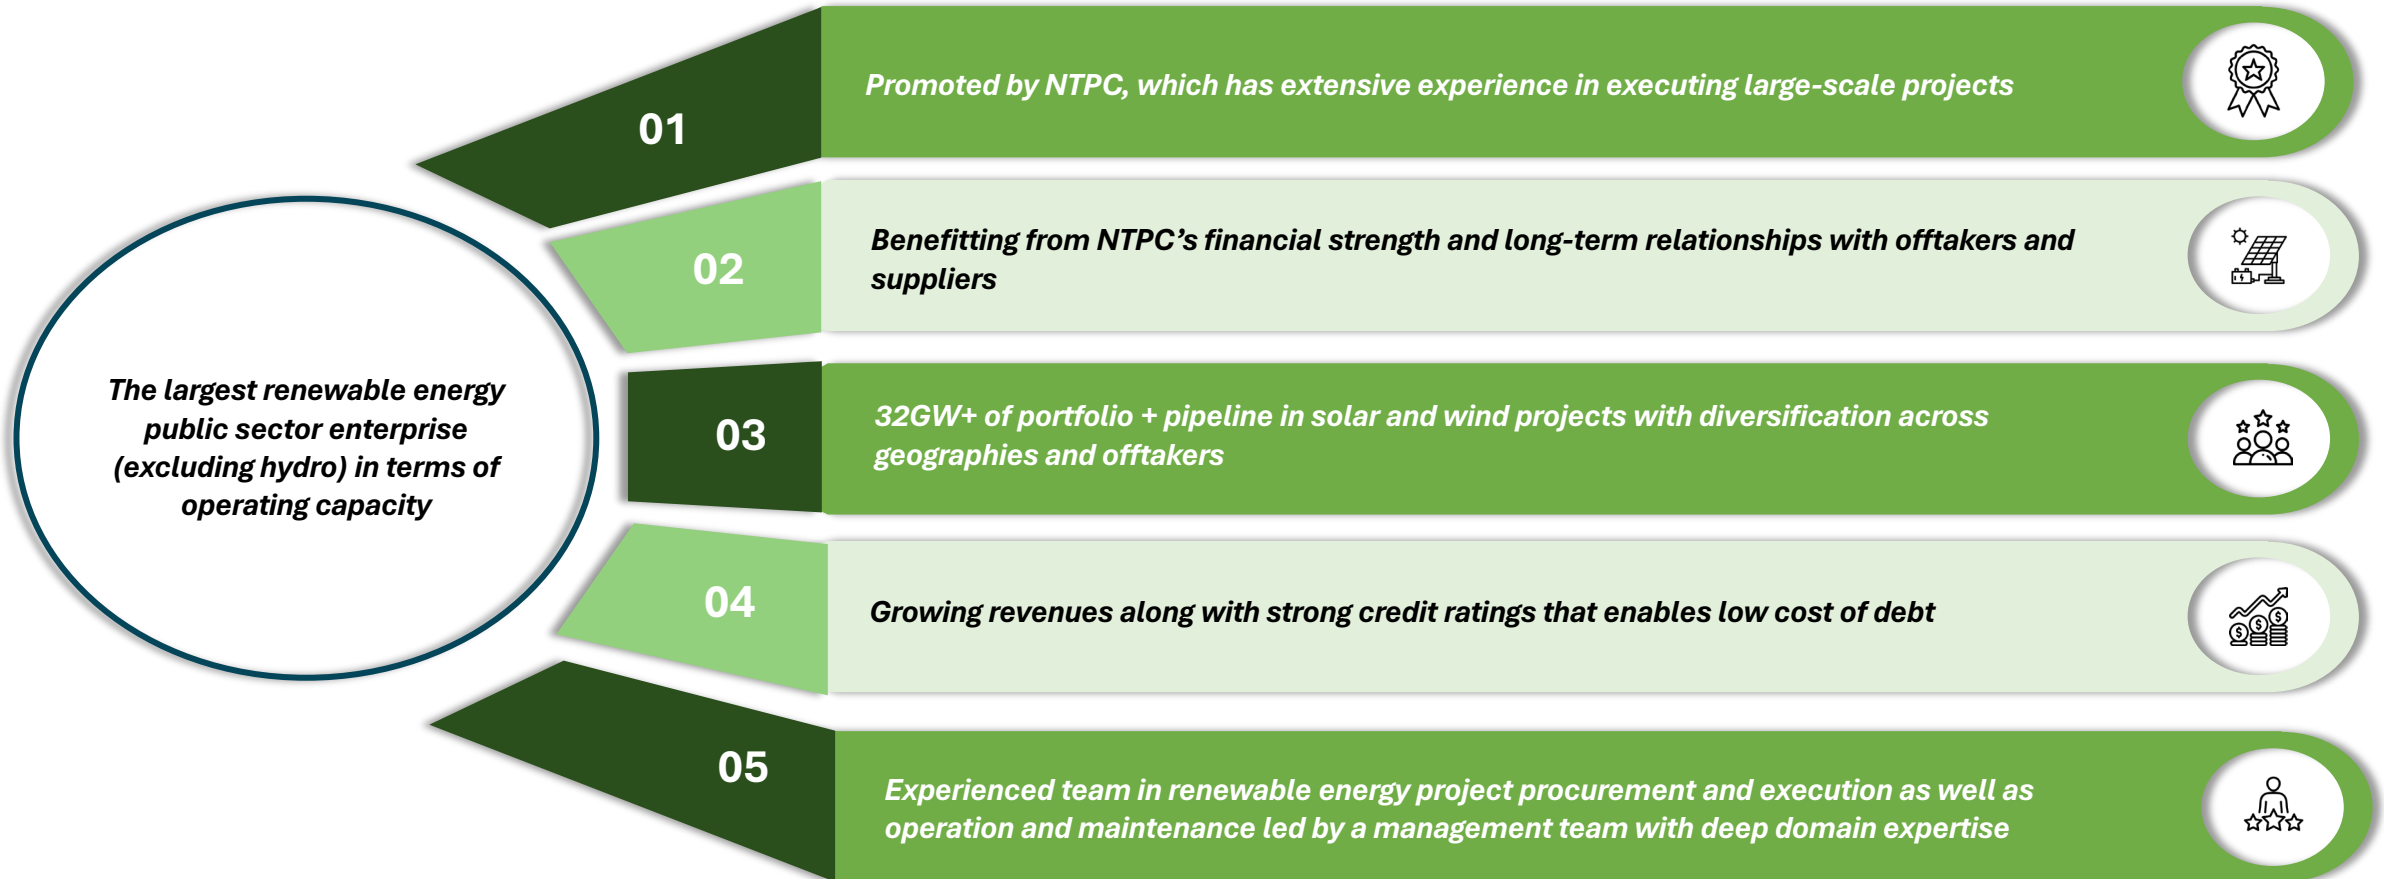 The largest renewable energy
public sector enterprise
(excluding hydro) in terms of
operating capacity
01
Promoted by NTPC, which has extensive experience in executing large-scale projects
02
Benefitting from NTPC’s financial strength and long-term relationships with offtakers and
suppliers
03
32GW+ of portfolio + pipeline in solar and wind projects with diversification across
geographies and offtakers
04
Growing revenues along with strong credit ratings that enables low cost of debt
05
Experienced team in renewable energy project procurement and execution as well as
operation and maintenance led by a management team with deep domain expertise